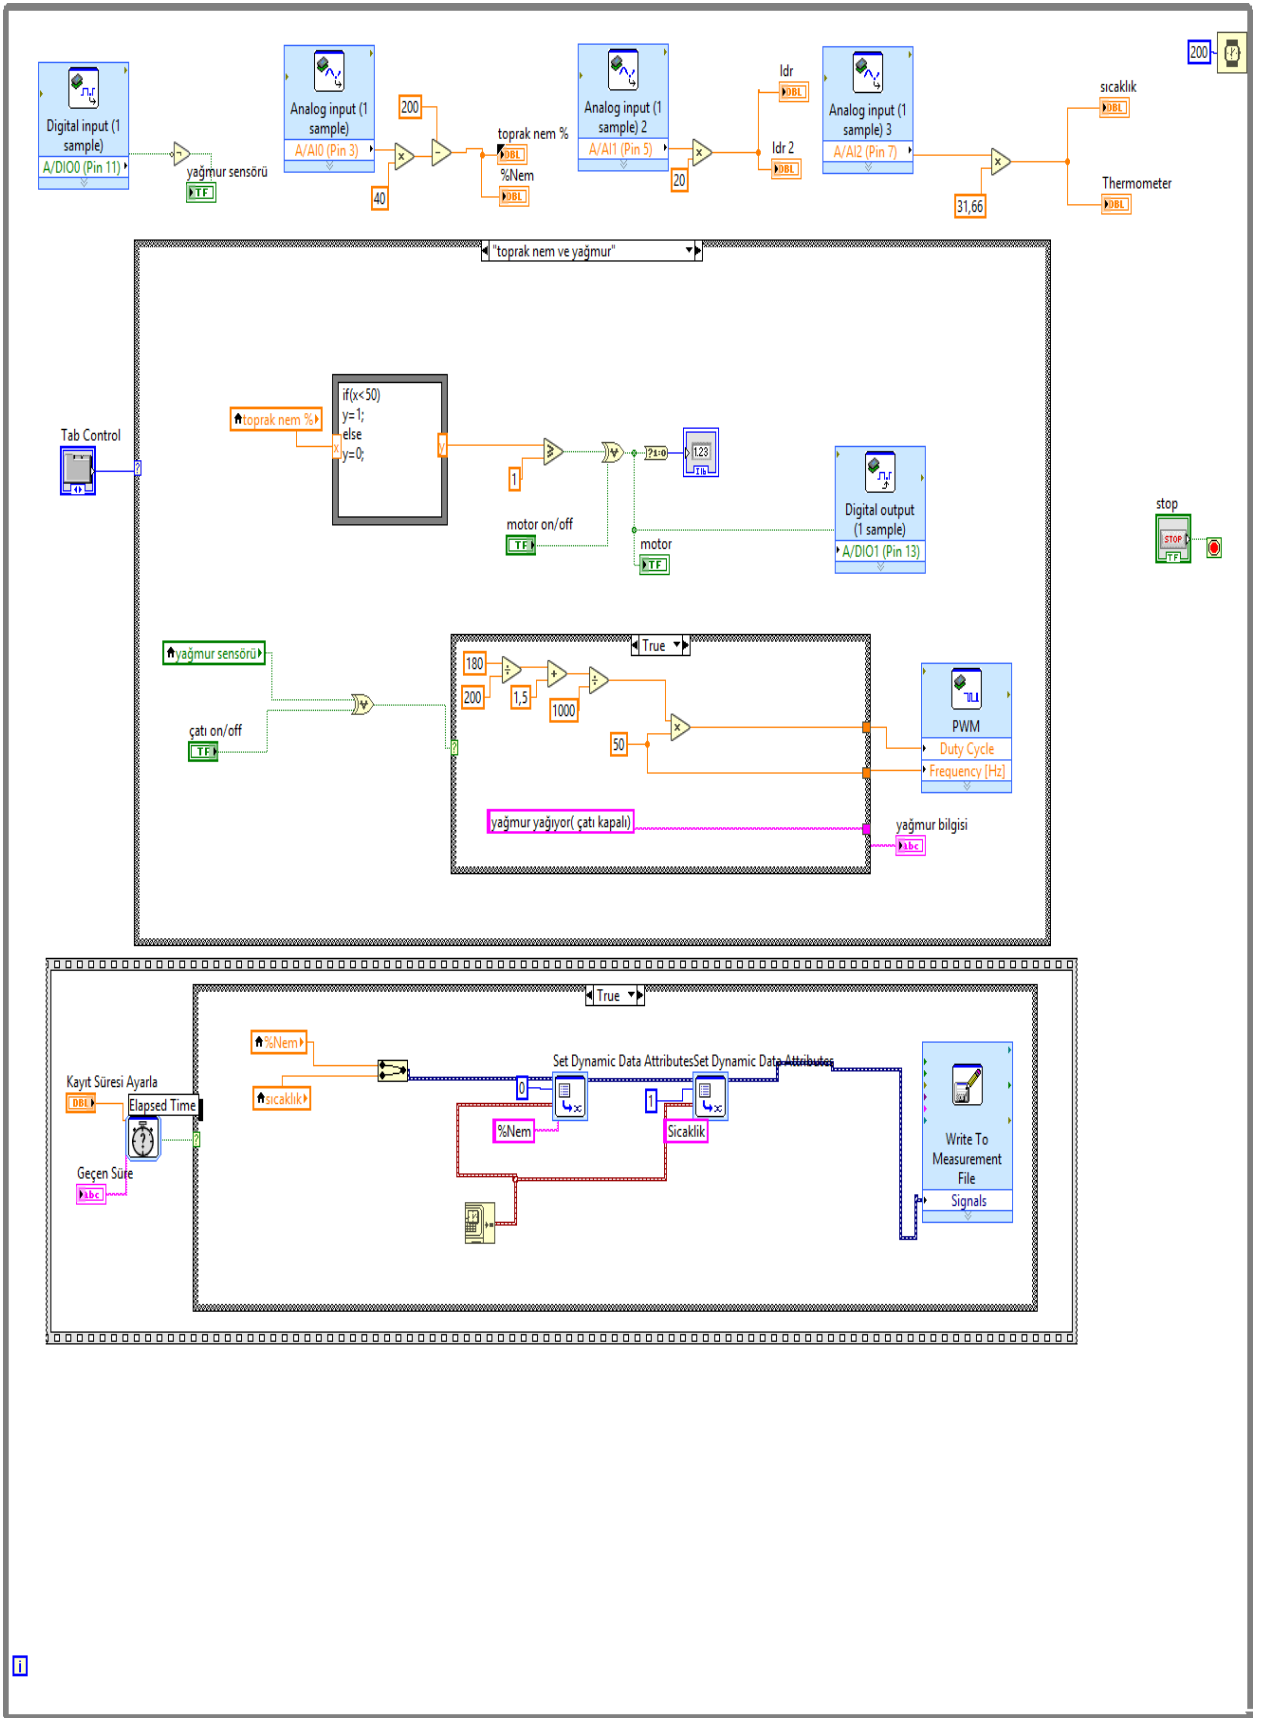 200
Digital input (1
sample)
A/DIO0 (Pin 11)
yağmur sensörü
TF
Analog input (1
sample)
A/AI0 (Pin 3)
200
40
toprak nem %
DBL
%Nem
DBL
Analog input (1
sample) 2
A/AI1 (Pin 5)
20
ldr
DBL
ldr 2
DBL
Analog input (1
sample) 3
A/AI2 (Pin 7)
31,66
sıcaklık
DBL
Thermometer
DBL
"toprak nem ve yağmur"
Tab Control
?
toprak nem %
if(x<50)
y=1;
else
y=0;
x
y
1
motor on/off
TF
?1:0
1.23
motor
TF
Digital output
(1 sample)
A/DIO1 (Pin 13)
stop
STOP
TF
yağmur sensörü
çatı on/off
TF
True
?
180
200
1,5
1000
50
yağmur yağıyor( çatı kapalı)
PWM
Duty Cycle
Frequency [Hz]
yağmur bilgisi
abc
True
Kayıt Süresi Ayarla
DBL
Elapsed Time
?
?
Geçen Süre
abc
%Nem
sıcaklık
Set Dynamic Data Attributes
0
%Nem
Set Dynamic Data Attributes
1
Sicaklik
Write To
Measurement
File
Signals
i